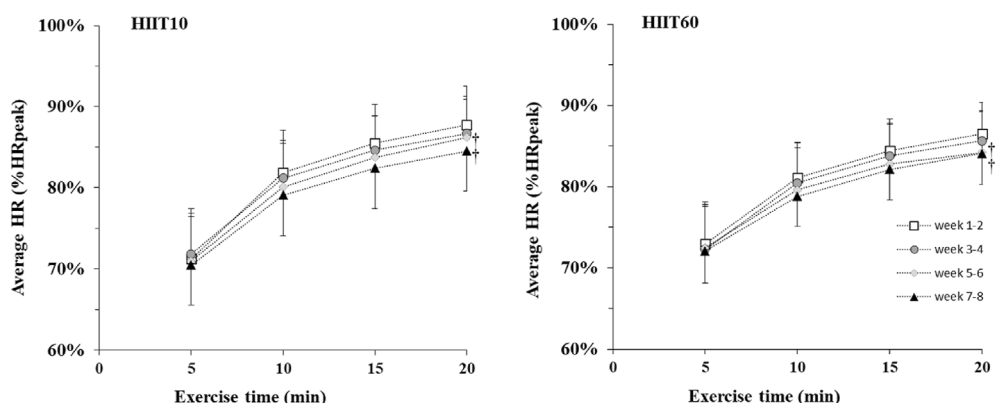 HIIT10
100%
90%
80%
70%
60%
Average HR (%HRpeak)
†
†
0
5
10
15
20
Exercise time (min)
HIIT60
100%
90%
80%
70%
60%
Average HR (%HRpeak)
†
†
week 1-2
week 3-4
week 5-6
week 7-8
0
5
10
15
20
Exercise time (min)